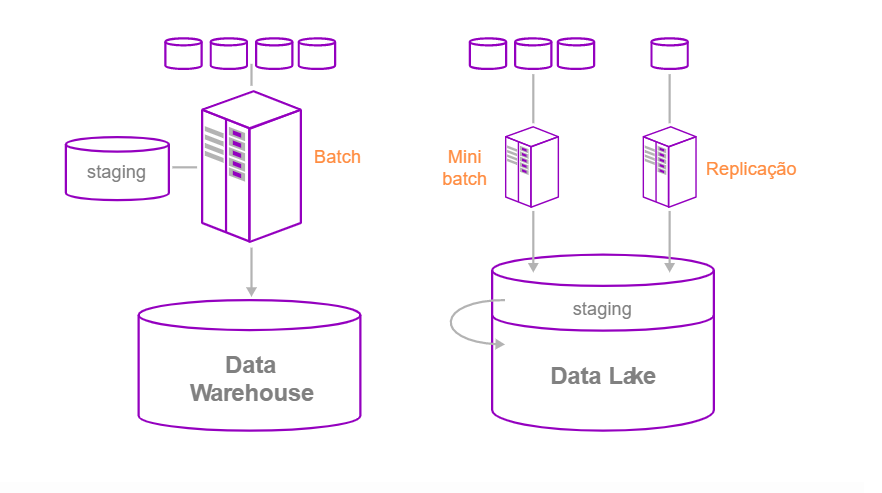 staging
Batch
Data
Warehouse
Mini
batch
Replicação
staging
Data Lake